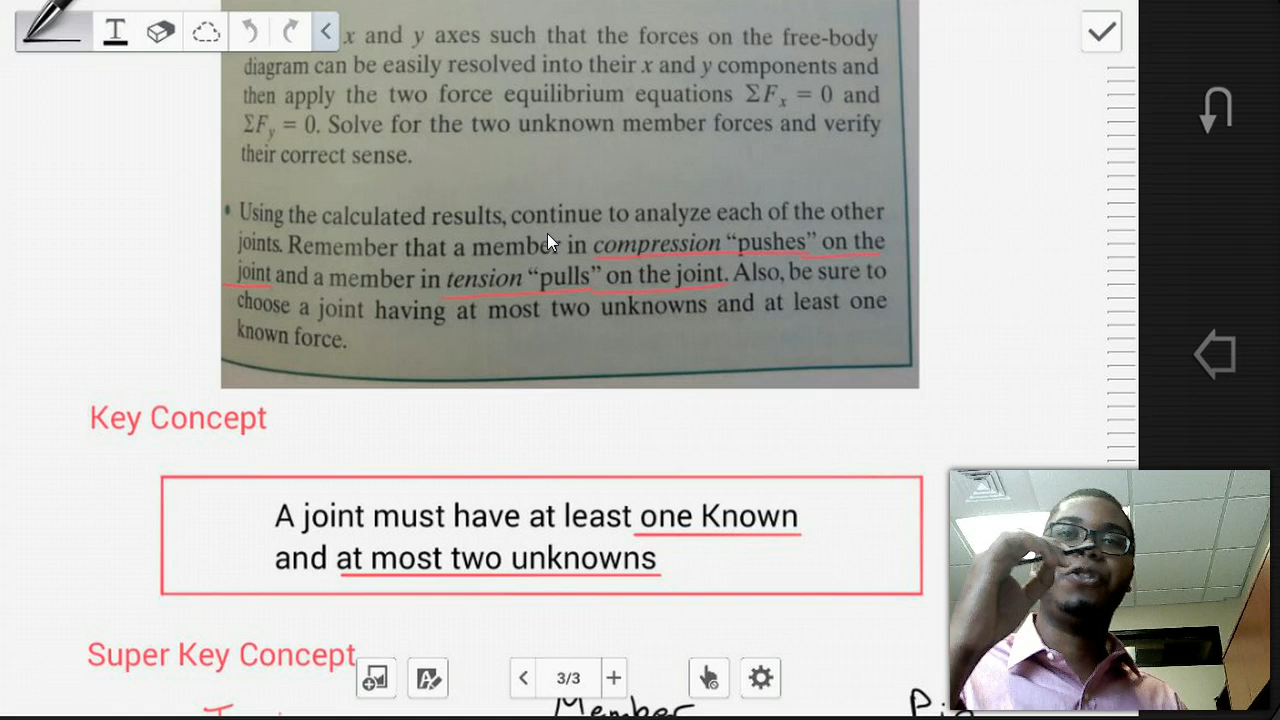 T
x and y axes such that the forces on the free-body
diagram can be easily resolved into their x and y components and
then apply the two force equilibrium equations ΣFx = 0 and
ΣFy = 0. Solve for the two unknown member forces and verify
their correct sense.
• Using the calculated results, continue to analyze each of the other
joints. Remember that a member in compression “pushes” on the
joint and a member in tension “pulls” on the joint. Also, be sure to
choose a joint having at most two unknowns and at least one
known force.
Key Concept
A joint must have at least one Known
and at most two unknowns
Super Key Concept
3/3
Member